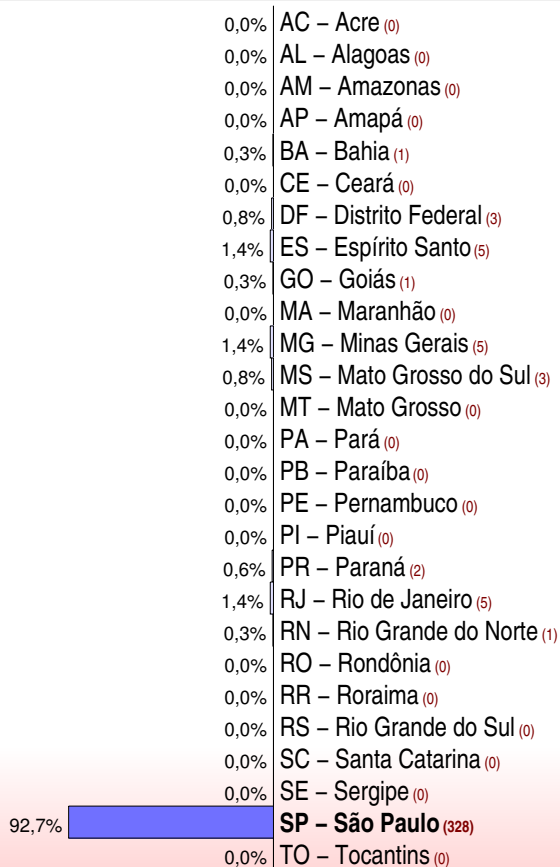 0,0% AC – Acre (0)
0,0% AL – Alagoas (0)
0,0% AM – Amazonas (0)
0,0% AP – Amapá (0)
0,3% BA – Bahia (1)
0,0% CE – Ceará (0)
0,8% DF – Distrito Federal (3)
1,4% ES – Espírito Santo (5)
0,3% GO – Goiás (1)
0,0% MA – Maranhão (0)
1,4% MG – Minas Gerais (5)
0,8% MS – Mato Grosso do Sul (3)
0,0% MT – Mato Grosso (0)
0,0% PA – Pará (0)
0,0% PB – Paraíba (0)
0,0% PE – Pernambuco (0)
0,0% PI – Piauí (0)
0,6% PR – Paraná (2)
1,4% RJ – Rio de Janeiro (5)
0,3% RN – Rio Grande do Norte (1)
0,0% RO – Rondônia (0)
0,0% RR – Roraima (0)
0,0% RS – Rio Grande do Sul (0)
0,0% SC – Santa Catarina (0)
0,0% SE – Sergipe (0)
92,7% SP – São Paulo (328)
0,0% TO – Tocantins (0)